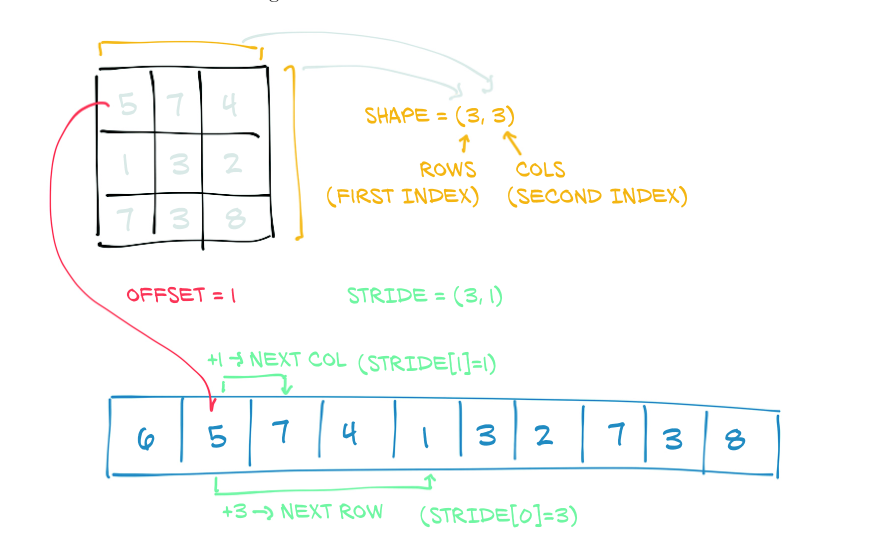 5 7 4
1 3 2
7 3 8
SHAPE = (3, 3)
ROWS
(FIRST INDEX)
COLS
(SECOND INDEX)
OFFSET = 1
STRIDE = (3, 1)
+1 → NEXT COL (STRIDE[1]=1)
6 5 7 4 1 3 2 7 3 8
+3 → NEXT ROW (STRIDE[0]=3)